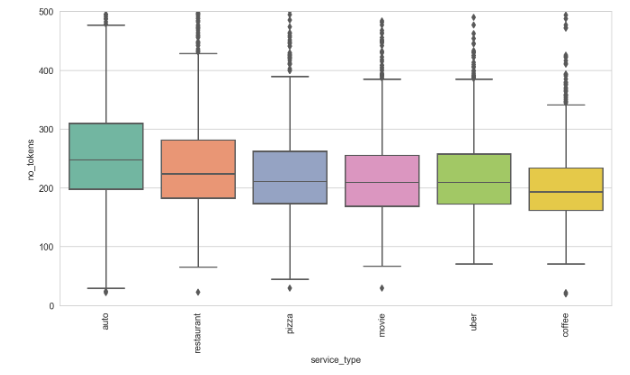 500
400
300
200
100
0
no_tokens
auto
restaurant
pizza
movie
uber
coffee
service_type